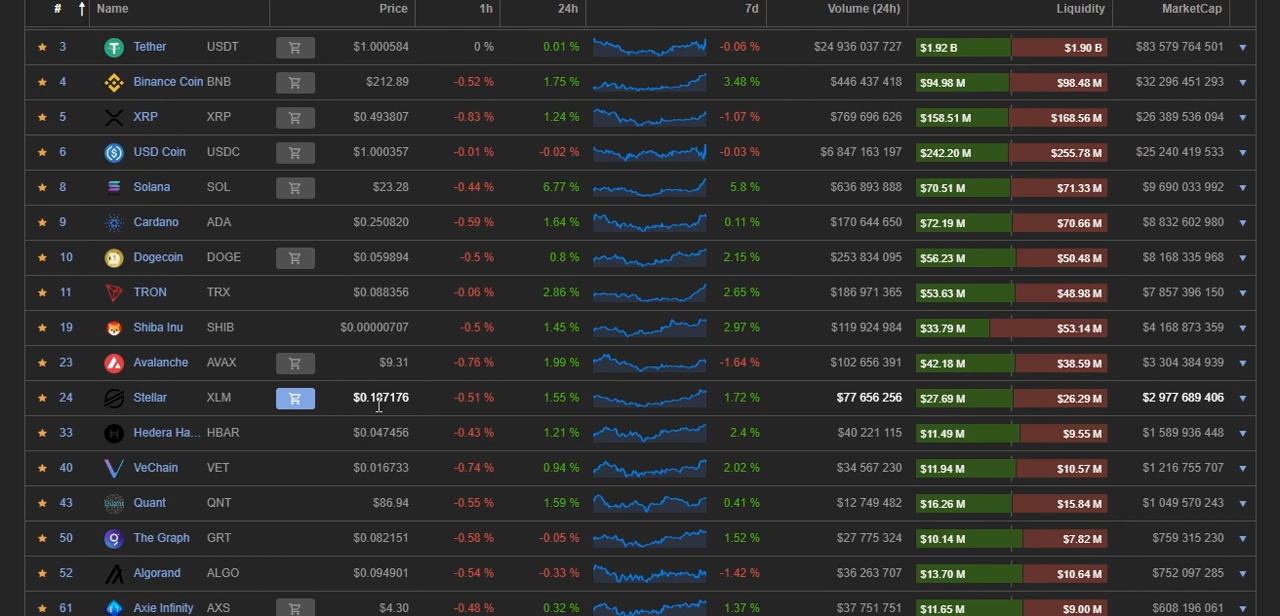 # Name Price 1h 24h 7d Volume (24h) Liquidity MarketCap
3 Tether USDT $1.000584 0 % 0.01 % -0.06 % $24 936 037 727 $1.92 B $1.90 B $83 579 764 501
4 Binance Coin BNB $212.89 -0.52 % 1.75 % 3.48 % $446 437 418 $94.98 M $98.48 M $32 296 451 293
5 XRP XRP $0.493807 -0.83 % 1.24 % -1.07 % $769 696 626 $158.51 M $168.56 M $26 389 536 094
6 USD Coin USDC $1.000357 -0.01 % -0.02 % -0.03 % $6 847 163 197 $242.20 M $255.78 M $25 240 419 533
8 Solana SOL $23.28 -0.44 % 6.77 % 5.8 % $636 893 888 $70.51 M $71.33 M $9 690 033 992
9 Cardano ADA $0.250820 -0.59 % 1.64 % 0.11 % $170 644 650 $72.19 M $70.66 M $8 832 602 980
10 Dogecoin DOGE $0.059894 -0.5 % 0.8 % 2.15 % $253 834 095 $56.23 M $50.48 M $8 168 335 968
11 TRON TRX $0.088356 -0.06 % 2.86 % 2.65 % $186 971 365 $53.63 M $48.98 M $7 857 396 150
19 Shiba Inu SHIB $0.00000707 -0.5 % 1.45 % 2.97 % $119 924 984 $33.79 M $53.14 M $4 168 873 359
23 Avalanche AVAX $9.31 -0.76 % 1.99 % -1.64 % $102 656 391 $42.18 M $38.59 M $3 304 384 939
24 Stellar XLM -0.51 % 1.55 % 1.72 % $77 656 256 $27.69 M $26.29 M $2 977 689 406
33 Hedera Ha... HBAR $0.047456 -0.43 % 1.21 % 2.4 % $40 221 115 $11.49 M $9.55 M $1 589 936 448
40 VeChain VET $0.016733 -0.74 % 0.94 % 2.02 % $34 567 230 $11.94 M $10.57 M $1 216 755 707
43 Quant QNT $86.94 -0.55 % 1.59 % 0.41 % $12 749 482 $16.26 M $15.84 M $1 049 570 243
50 The Graph GRT $0.082151 -0.58 % -0.05 % 1.52 % $27 775 324 $10.14 M $7.82 M $759 315 230
52 Algorand ALGO $0.094901 -0.54 % -0.33 % -1.42 % $36 263 707 $13.70 M $10.64 M $752 097 285
61 Axie Infinity AXS $4.30 -0.48 % 0.32 % 1.37 % $37 751 751 $11.65 M $9.00 M $608 196 061